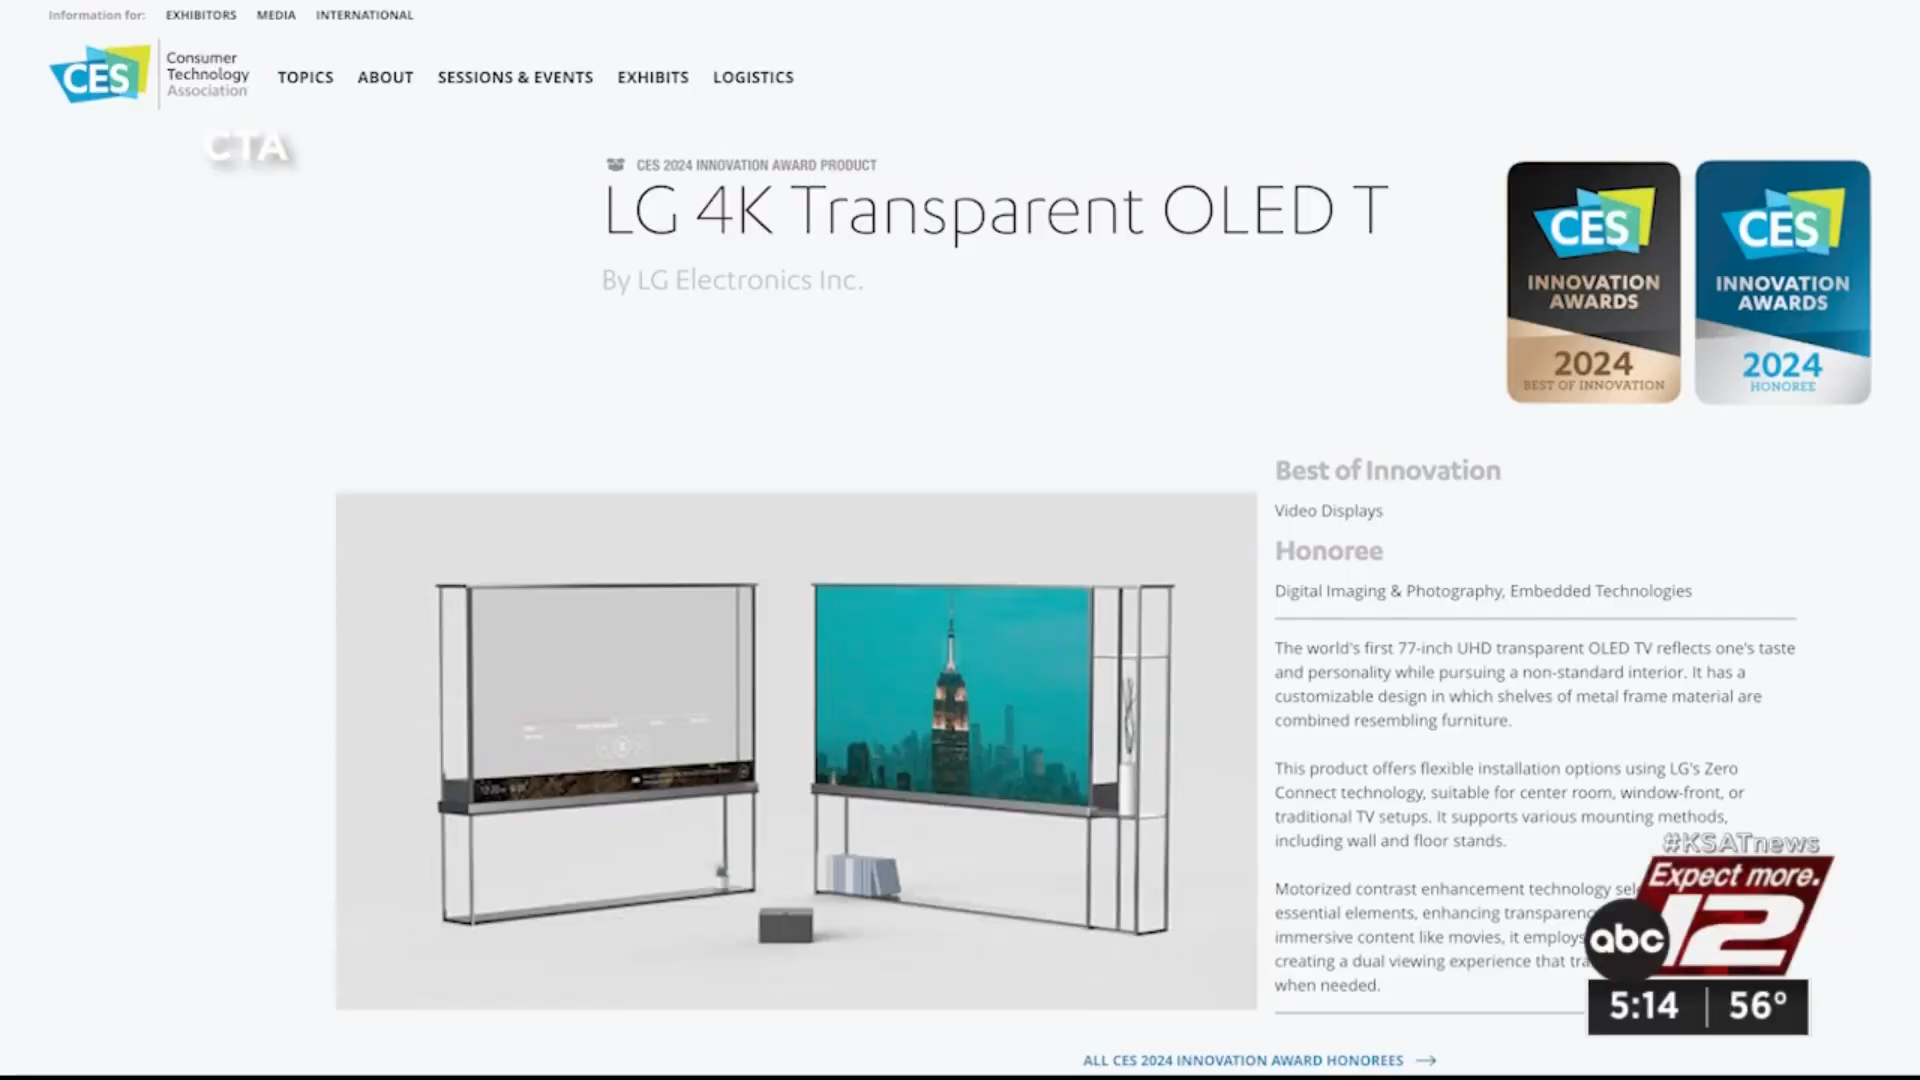 Information for: EXHIBITORS MEDIA INTERNATIONAL
CES
Consumer
Technology
Association
TOPICS ABOUT SESSIONS & EVENTS EXHIBITS LOGISTICS
CTA
CES 2024 INNOVATION AWARD PRODUCT
LG 4K Transparent OLED T
By LG Electronics Inc.
CES
INNOVATION
AWARDS
2024
BEST OF INNOVATION
CES
INNOVATION
AWARDS
2024
HONOREE
Best of Innovation
Video Displays
Honoree
Digital Imaging & Photography, Embedded Technologies
The world's first 77-inch UHD transparent OLED TV reflects one's taste
and personality while pursuing a non-standard interior. It has a
customizable design in which shelves of metal frame material are
combined resembling furniture.
This product offers flexible installation options using LG's Zero
Connect technology, suitable for center room, window-front, or
traditional TV setups. It supports various mounting methods,
including wall and floor stands.
Motorized contrast enhancement technology
essential elements, enhancing
immersive content like movies, it employs
creating a dual viewing experience that
when needed.
#KSATnews
Expect more.
abc 12
5:14 56°
ALL CES 2024 INNOVATION AWARD HONOREES →